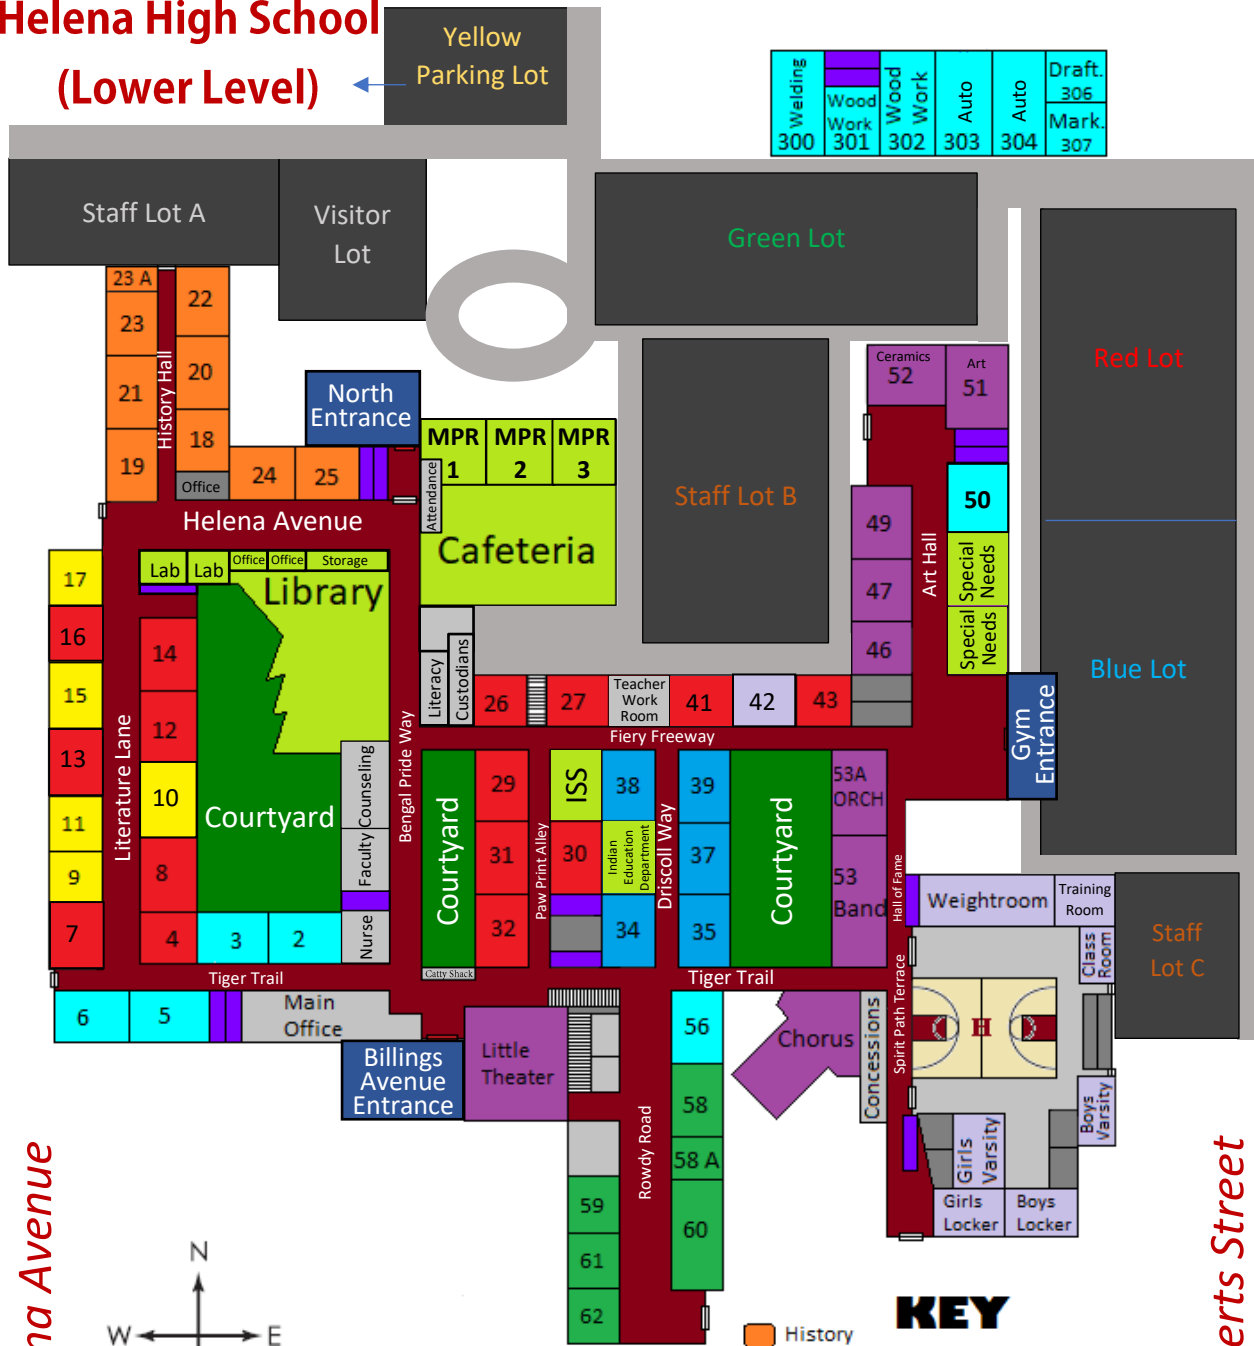 Helena High School
(Lower Level)
Yellow
Parking Lot
Welding
300
Wood
Work
301
Wood
Work
302
Auto
303
Auto
304
Draft.
306
Mark.
307
Staff Lot A
Visitor
Lot
Green Lot
Red Lot
Blue Lot
Staff Lot B
Staff
Lot C
23 A
23
21
19
History Hall
22
20
18
Office
24
25
North
Entrance
MPR
1
MPR
2
MPR
3
Attendance
Cafeteria
Helena Avenue
Ceramics
52
Art
51
50
Special
Needs
Special
Needs
Art Hall
49
47
46
Gym
Entrance
17
16
15
13
11
9
7
Literature Lane
Lab
Lab
Office
Office
Storage
Library
14
12
10
8
4
3
2
Courtyard
Counseling
Faculty
Nurse
Bengal Pride Way
Literacy
Custodians
26
27
Teacher
Work
Room
41
42
43
Fiery Freeway
Courtyard
Catty Shack
29
31
32
Paw Print Alley
ISS
30
38
Indian
Education
Department
34
Driscoll Way
39
37
35
Courtyard
53A
ORCH
53
Band
Hall of Fame
Weightroom
Training
Room
Class
Room
Tiger Trail
Tiger Trail
6
5
Main
Office
Billings
Avenue
Entrance
Little
Theater
56
58
58 A
60
Rowdy Road
59
61
62
Chorus
Concessions
Spirit Path Terrace
H
Boys
Varsity
Girls
Varsity
Girls
Locker
Boys
Locker
na Avenue
erts Street
N
W
E
KEY
History